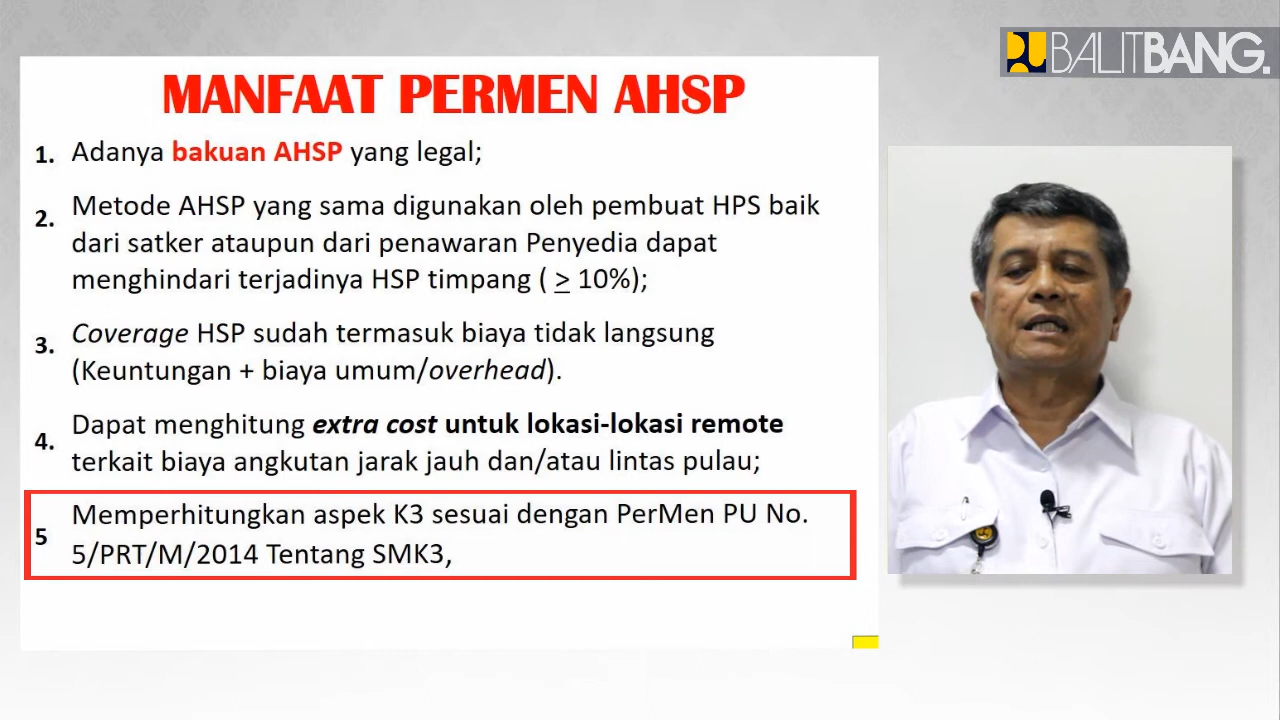 BALITBANG.
MANFAAT PERMEN AHSP
1. Adanya bakuan AHSP yang legal;
2. Metode AHSP yang sama digunakan oleh pembuat HPS baik
dari satker ataupun dari penawaran Penyedia dapat
menghindari terjadinya HSP timpang ( ≥ 10%);
3. Coverage HSP sudah termasuk biaya tidak langsung
(Keuntungan + biaya umum/overhead).
4. Dapat menghitung extra cost untuk lokasi-lokasi remote
terkait biaya angkutan jarak jauh dan/atau lintas pulau;
5 Memperhitungkan aspek K3 sesuai dengan PerMen PU No.
5/PRT/M/2014 Tentang SMK3,